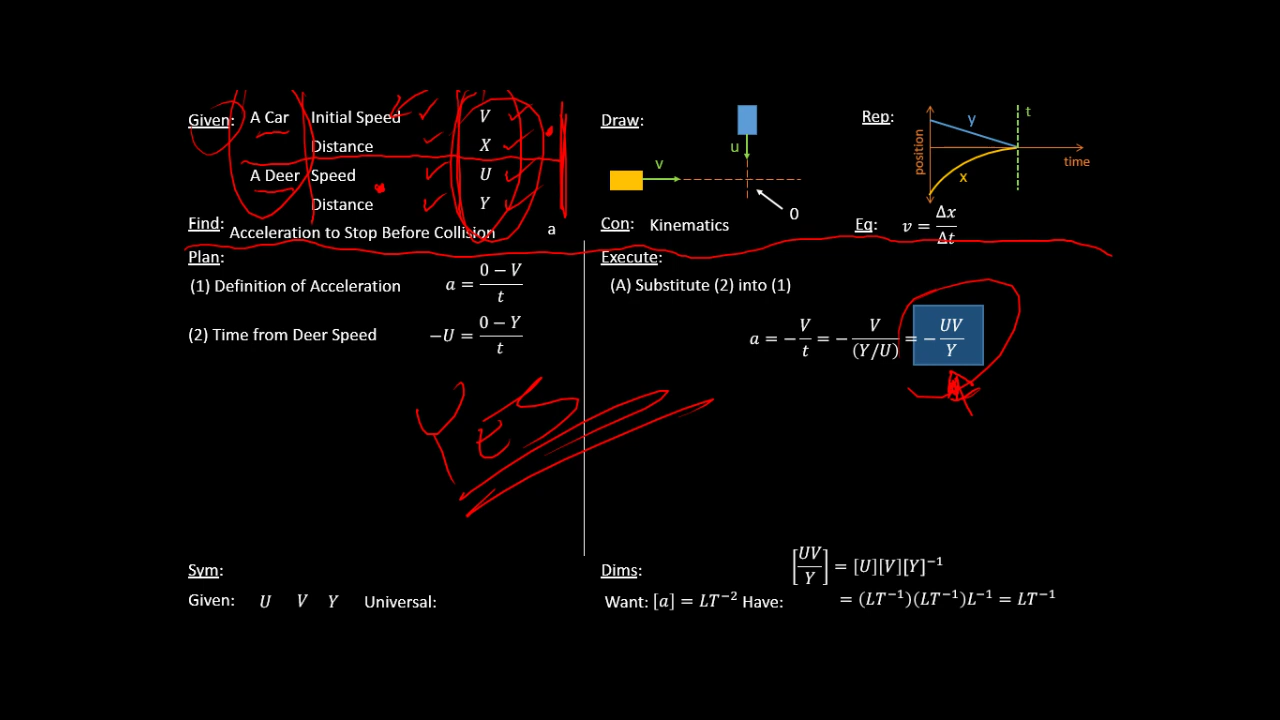 Given: A Car Initial Speed V
Distance X
A Deer Speed U
Distance Y
Find: Acceleration to Stop Before Collision a
Draw:
u
v
0
Rep:
position
y
x
t
time
Con: Kinematics
Eq: v = Δx/Δt
Plan:
(1) Definition of Acceleration a = (0 − V)/t
(2) Time from Deer Speed −U = (0 − Y)/t
Execute:
(A) Substitute (2) into (1)
a = −V/t = −V/(Y/U) = −UV/Y
YES
Sym:
Given: U V Y Universal:
Dims:
[UV/Y] = [U][V][Y]⁻¹
Want: [a] = LT⁻² Have: = (LT⁻¹)(LT⁻¹)L⁻¹ = LT⁻¹